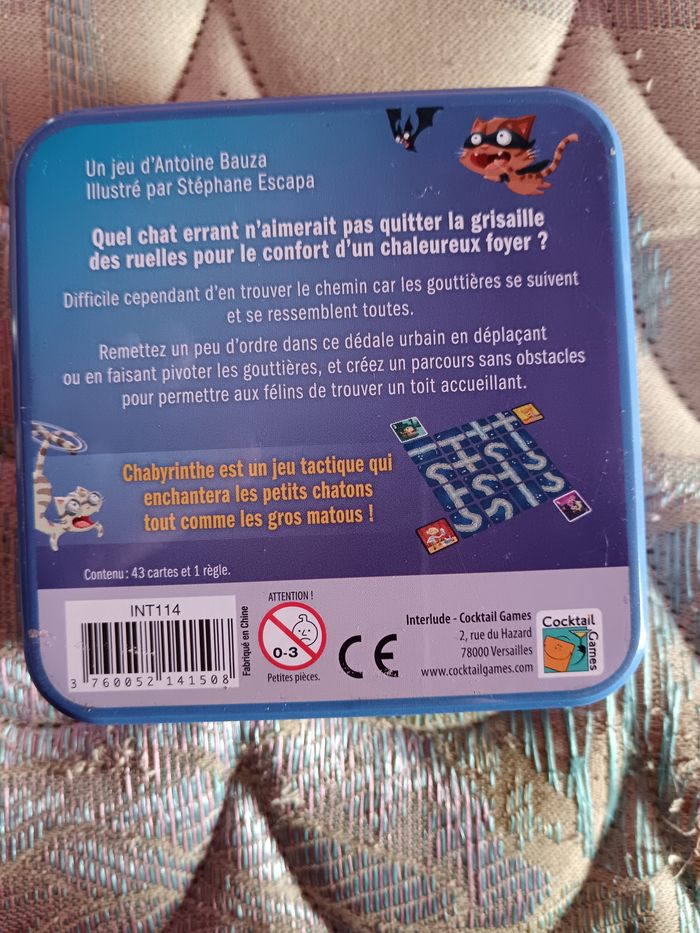 Un jeu d'Antoine Bauza
Illustré par Stéphane Escapa
Quel chat errant n'aimerait pas quitter la grisaille
des ruelles pour le confort d'un chaleureux foyer ?
Difficile cependant d'en trouver le chemin car les gouttières se suivent
et se ressemblent toutes.
Remettez un peu d'ordre dans ce dédale urbain en déplaçant
ou en faisant pivoter les gouttières, et créez un parcours sans obstacles
pour permettre aux félins de trouver un toit accueillant.
Chabyrinthe est un jeu tactique qui
enchantera les petits chatons
tout comme les gros matous !
Contenu : 43 cartes et 1 règle.
INT114
3 760052 141508
Fabriqué en Chine
ATTENTION !
0-3
Petites pièces.
CE
Interlude - Cocktail Games
2, rue du Hazard
78000 Versailles
www.cocktailgames.com
Cocktail
Games